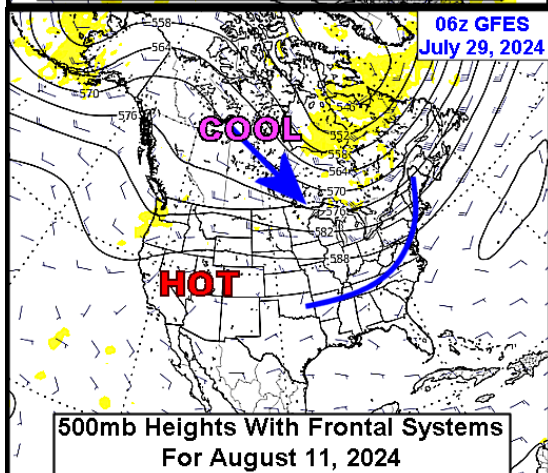 06z GFES
July 29, 2024
558
564
570
576
COOL
546
552
558
564
570
576
582
588
HOT
500mb Heights With Frontal Systems
For August 11, 2024